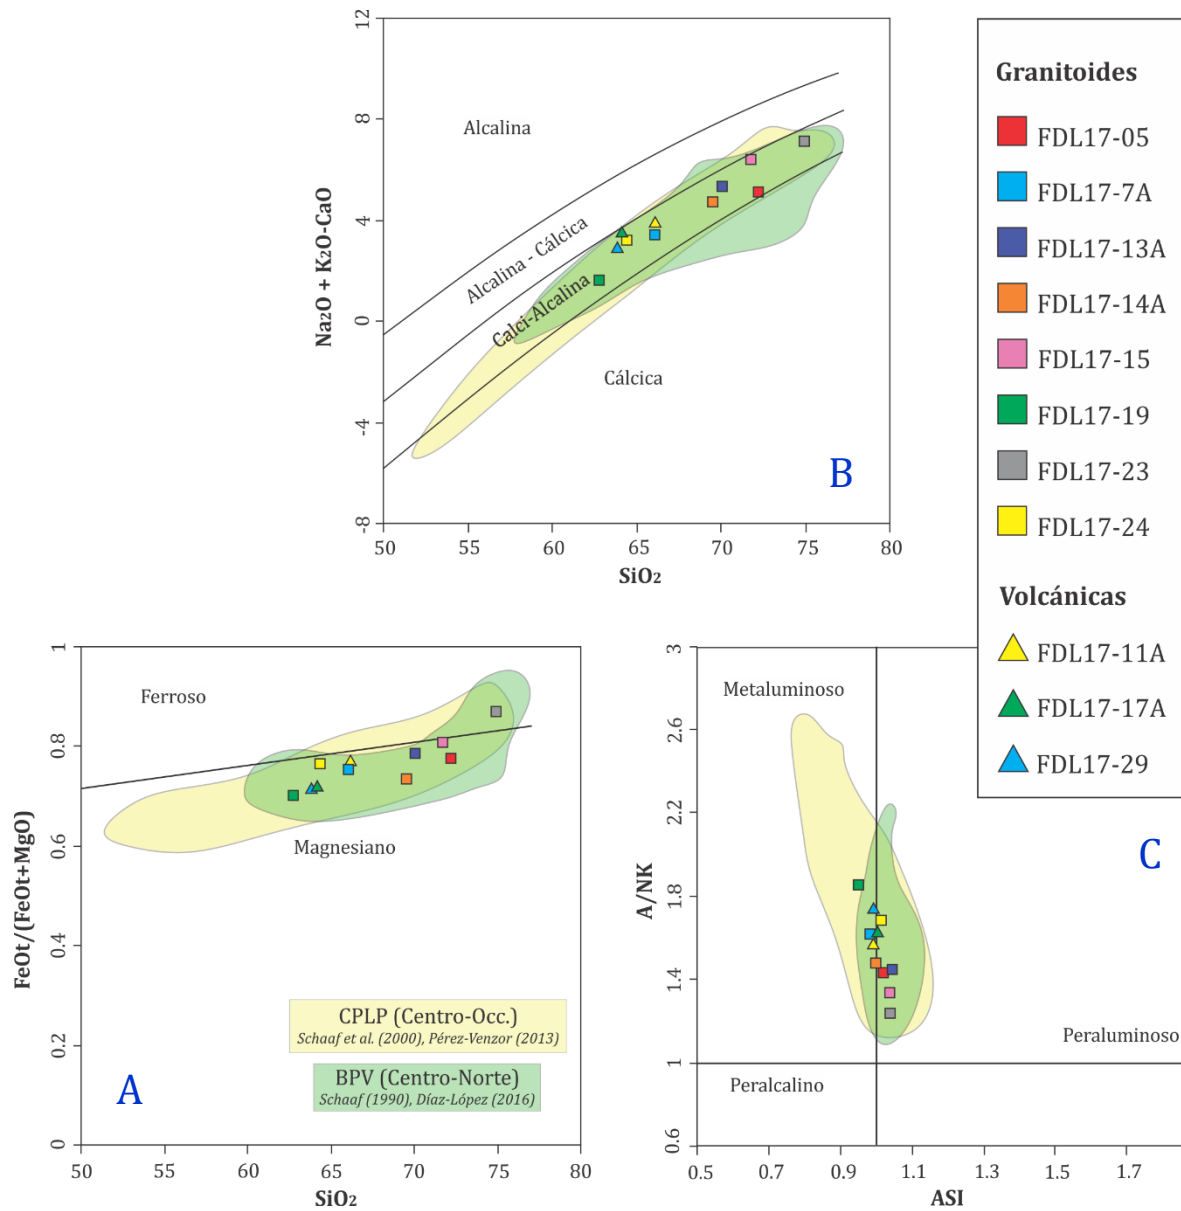 12
8
4
0
-4
-8
Na2O + K2O-CaO
Alcalina
Alcalina - Cálcica
Calci-Alcalina
Cálcica
B
50
55
60
65
70
75
80
SiO2
Granitoides
FDL17-05
FDL17-7A
FDL17-13A
FDL17-14A
FDL17-15
FDL17-19
FDL17-23
FDL17-24
Volcánicas
FDL17-11A
FDL17-17A
FDL17-29
1
0.8
0.6
0.4
0.2
0
FeOt/(FeOt+MgO)
Ferroso
Magnesiano
CPLP (Centro-Occ.)
Schaaf et al. (2000), Pérez-Venzor (2013)
BPV (Centro-Norte)
Schaaf (1990), Díaz-López (2016)
A
50
55
60
65
70
75
80
SiO2
3
2.6
2.2
1.8
1.4
1
0.6
A/NK
Metaluminoso
C
Peraluminoso
Peralcalino
0.5
0.7
0.9
1.1
1.3
1.5
1.7
ASI